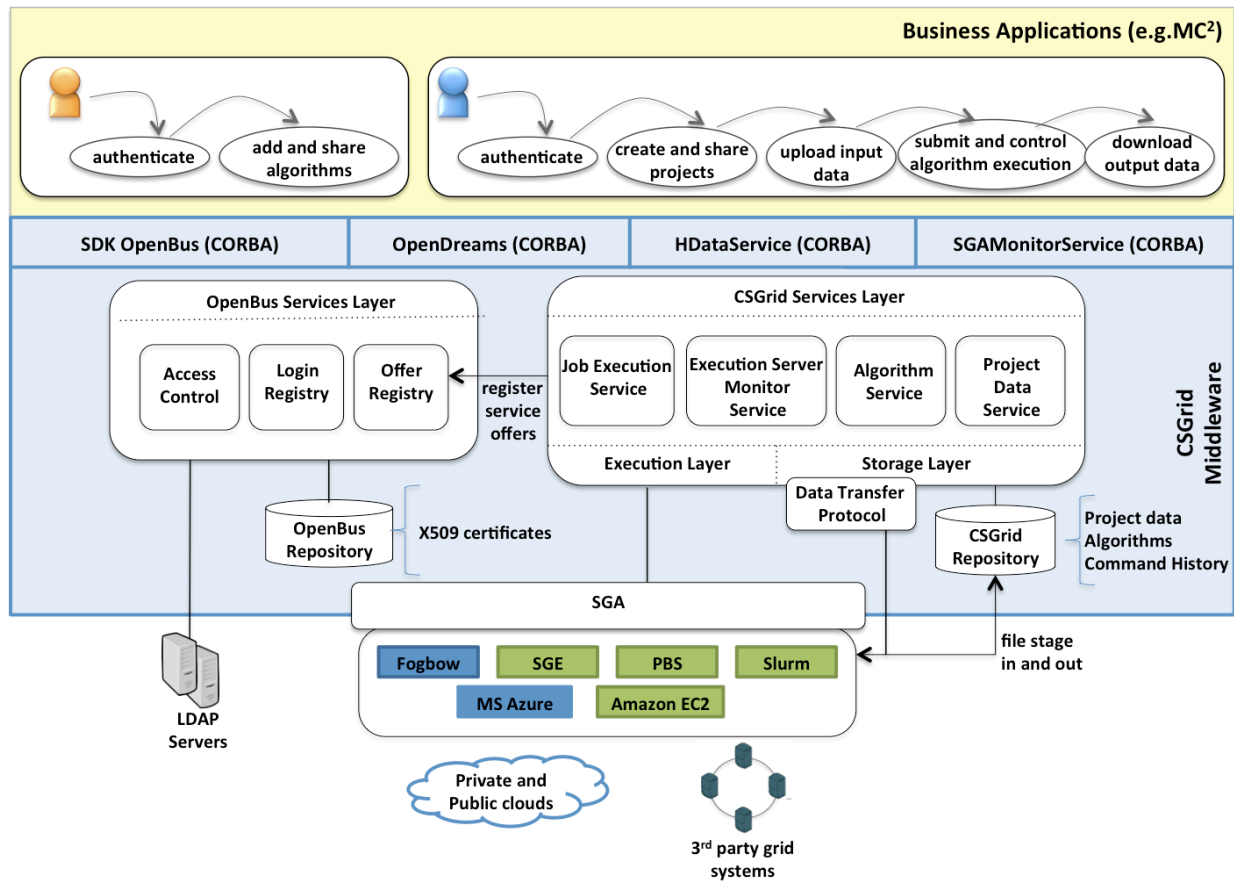 Business Applications (e.g.MC²)
authenticate
add and share
algorithms
authenticate
create and share
projects
upload input
data
submit and control
algorithm execution
download
output data
SDK OpenBus (CORBA)
OpenDreams (CORBA)
HDataService (CORBA)
SGAMonitorService (CORBA)
OpenBus Services Layer
Access
Control
Login
Registry
Offer
Registry
register
service
offers
CSGrid Services Layer
Job Execution
Service
Execution Server
Monitor
Service
Algorithm
Service
Project
Data
Service
Execution Layer
Storage Layer
Data Transfer
Protocol
CSGrid
Middleware
OpenBus
Repository
X509 certificates
CSGrid
Repository
Project data
Algorithms
Command History
SGA
Fogbow
SGE
PBS
Slurm
MS Azure
Amazon EC2
file stage
in and out
LDAP
Servers
Private and
Public clouds
3rd party grid
systems